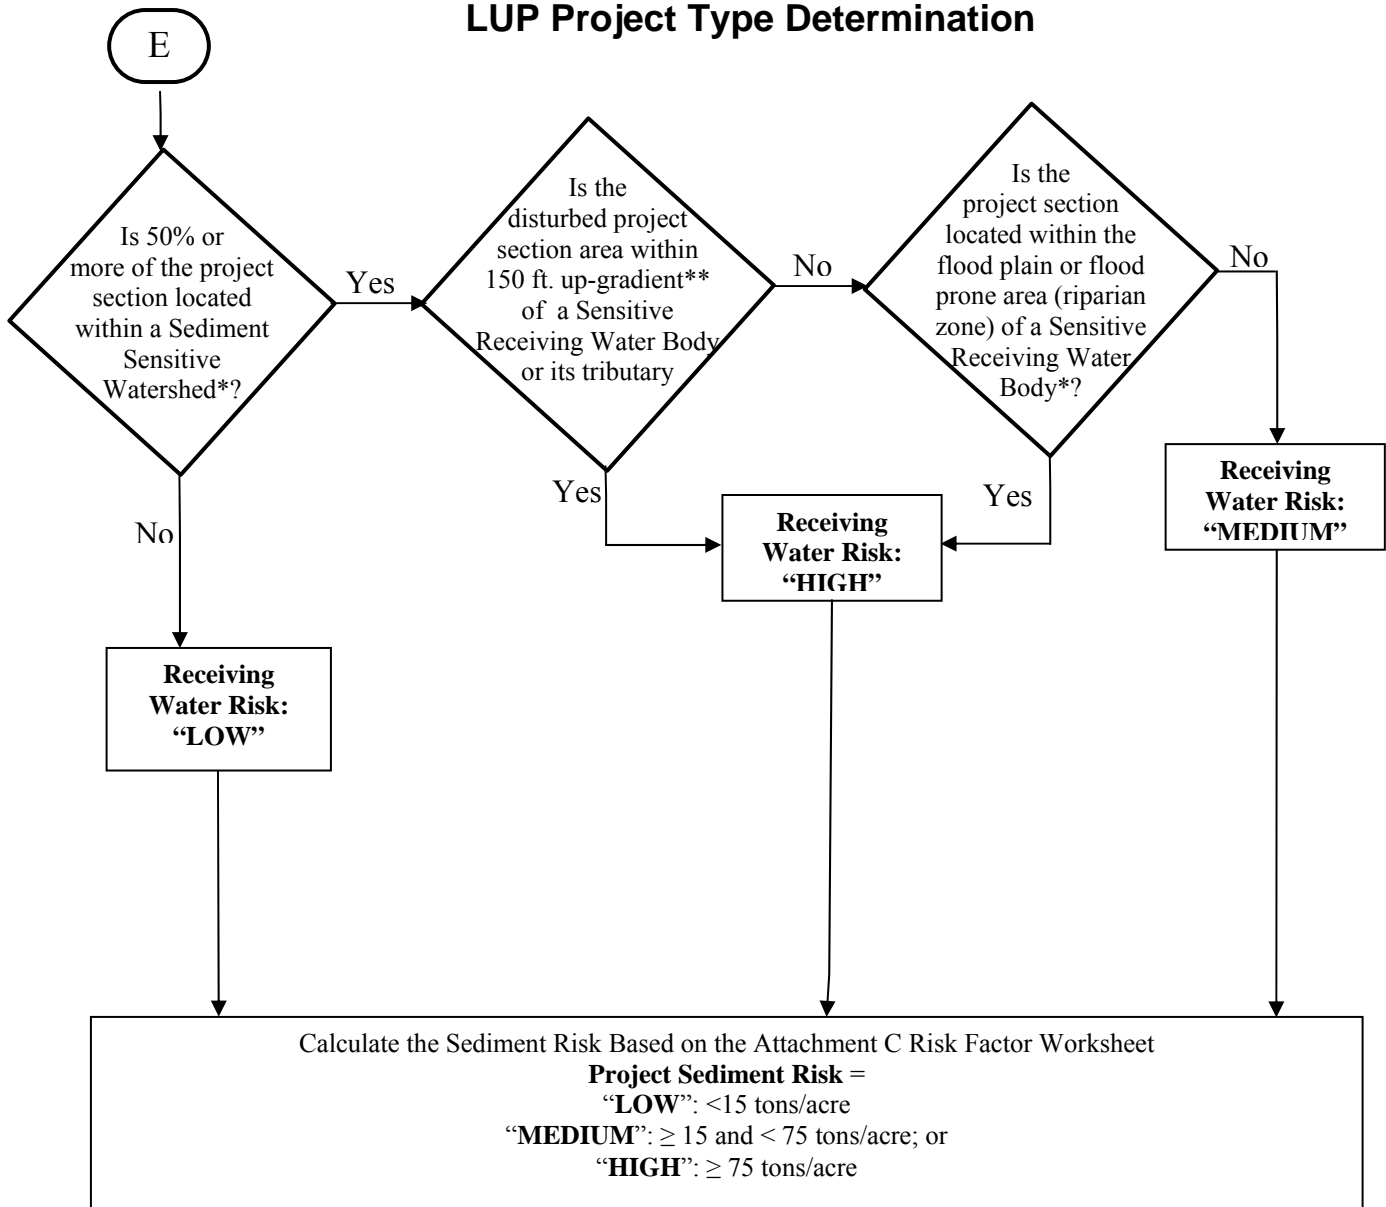 LUP Project Type Determination
E
Is 50% or
more of the project
section located
within a Sediment
Sensitive
Watershed*?
Yes
No
Is the
disturbed project
section area within
150 ft. up-gradient**
of a Sensitive
Receiving Water Body
or its tributary
No
Yes
Is the
project section
located within the
flood plain or flood
prone area (riparian
zone) of a Sensitive
Receiving Water
Body*?
No
Yes
Receiving
Water Risk:
“MEDIUM”
Receiving
Water Risk:
“HIGH”
Receiving
Water Risk:
“LOW”
Calculate the Sediment Risk Based on the Attachment C Risk Factor Worksheet
Project Sediment Risk =
“LOW”: <15 tons/acre
“MEDIUM”: ≥ 15 and < 75 tons/acre; or
“HIGH”: ≥ 75 tons/acre